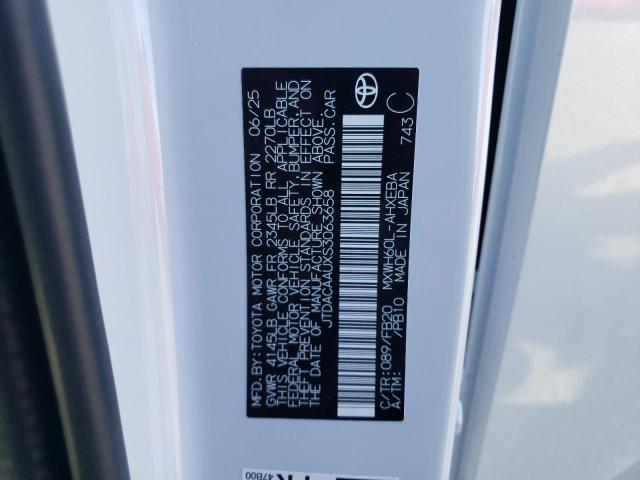 MFD.BY:TOYOTA MOTOR CORPORATION 06/25
GVWR 4145LB GAWR FR 2345LB RR 2270LB
THIS VEHICLE CONFORMS TO ALL APPLICABLE
FEDERAL MOTOR VEHICLE SAFETY, BUMPER, AND
THEFT PREVENTION STANDARDS IN EFFECT ON
THE DATE OF MANUFACTURE SHOWN ABOVE.
JTDACAAUXS3063658 PASS.CAR
C/TR:089/FB20 MXWH60L-AHXEBA
A/TM: /PB10 MADE IN JAPAN 743 C
47B00